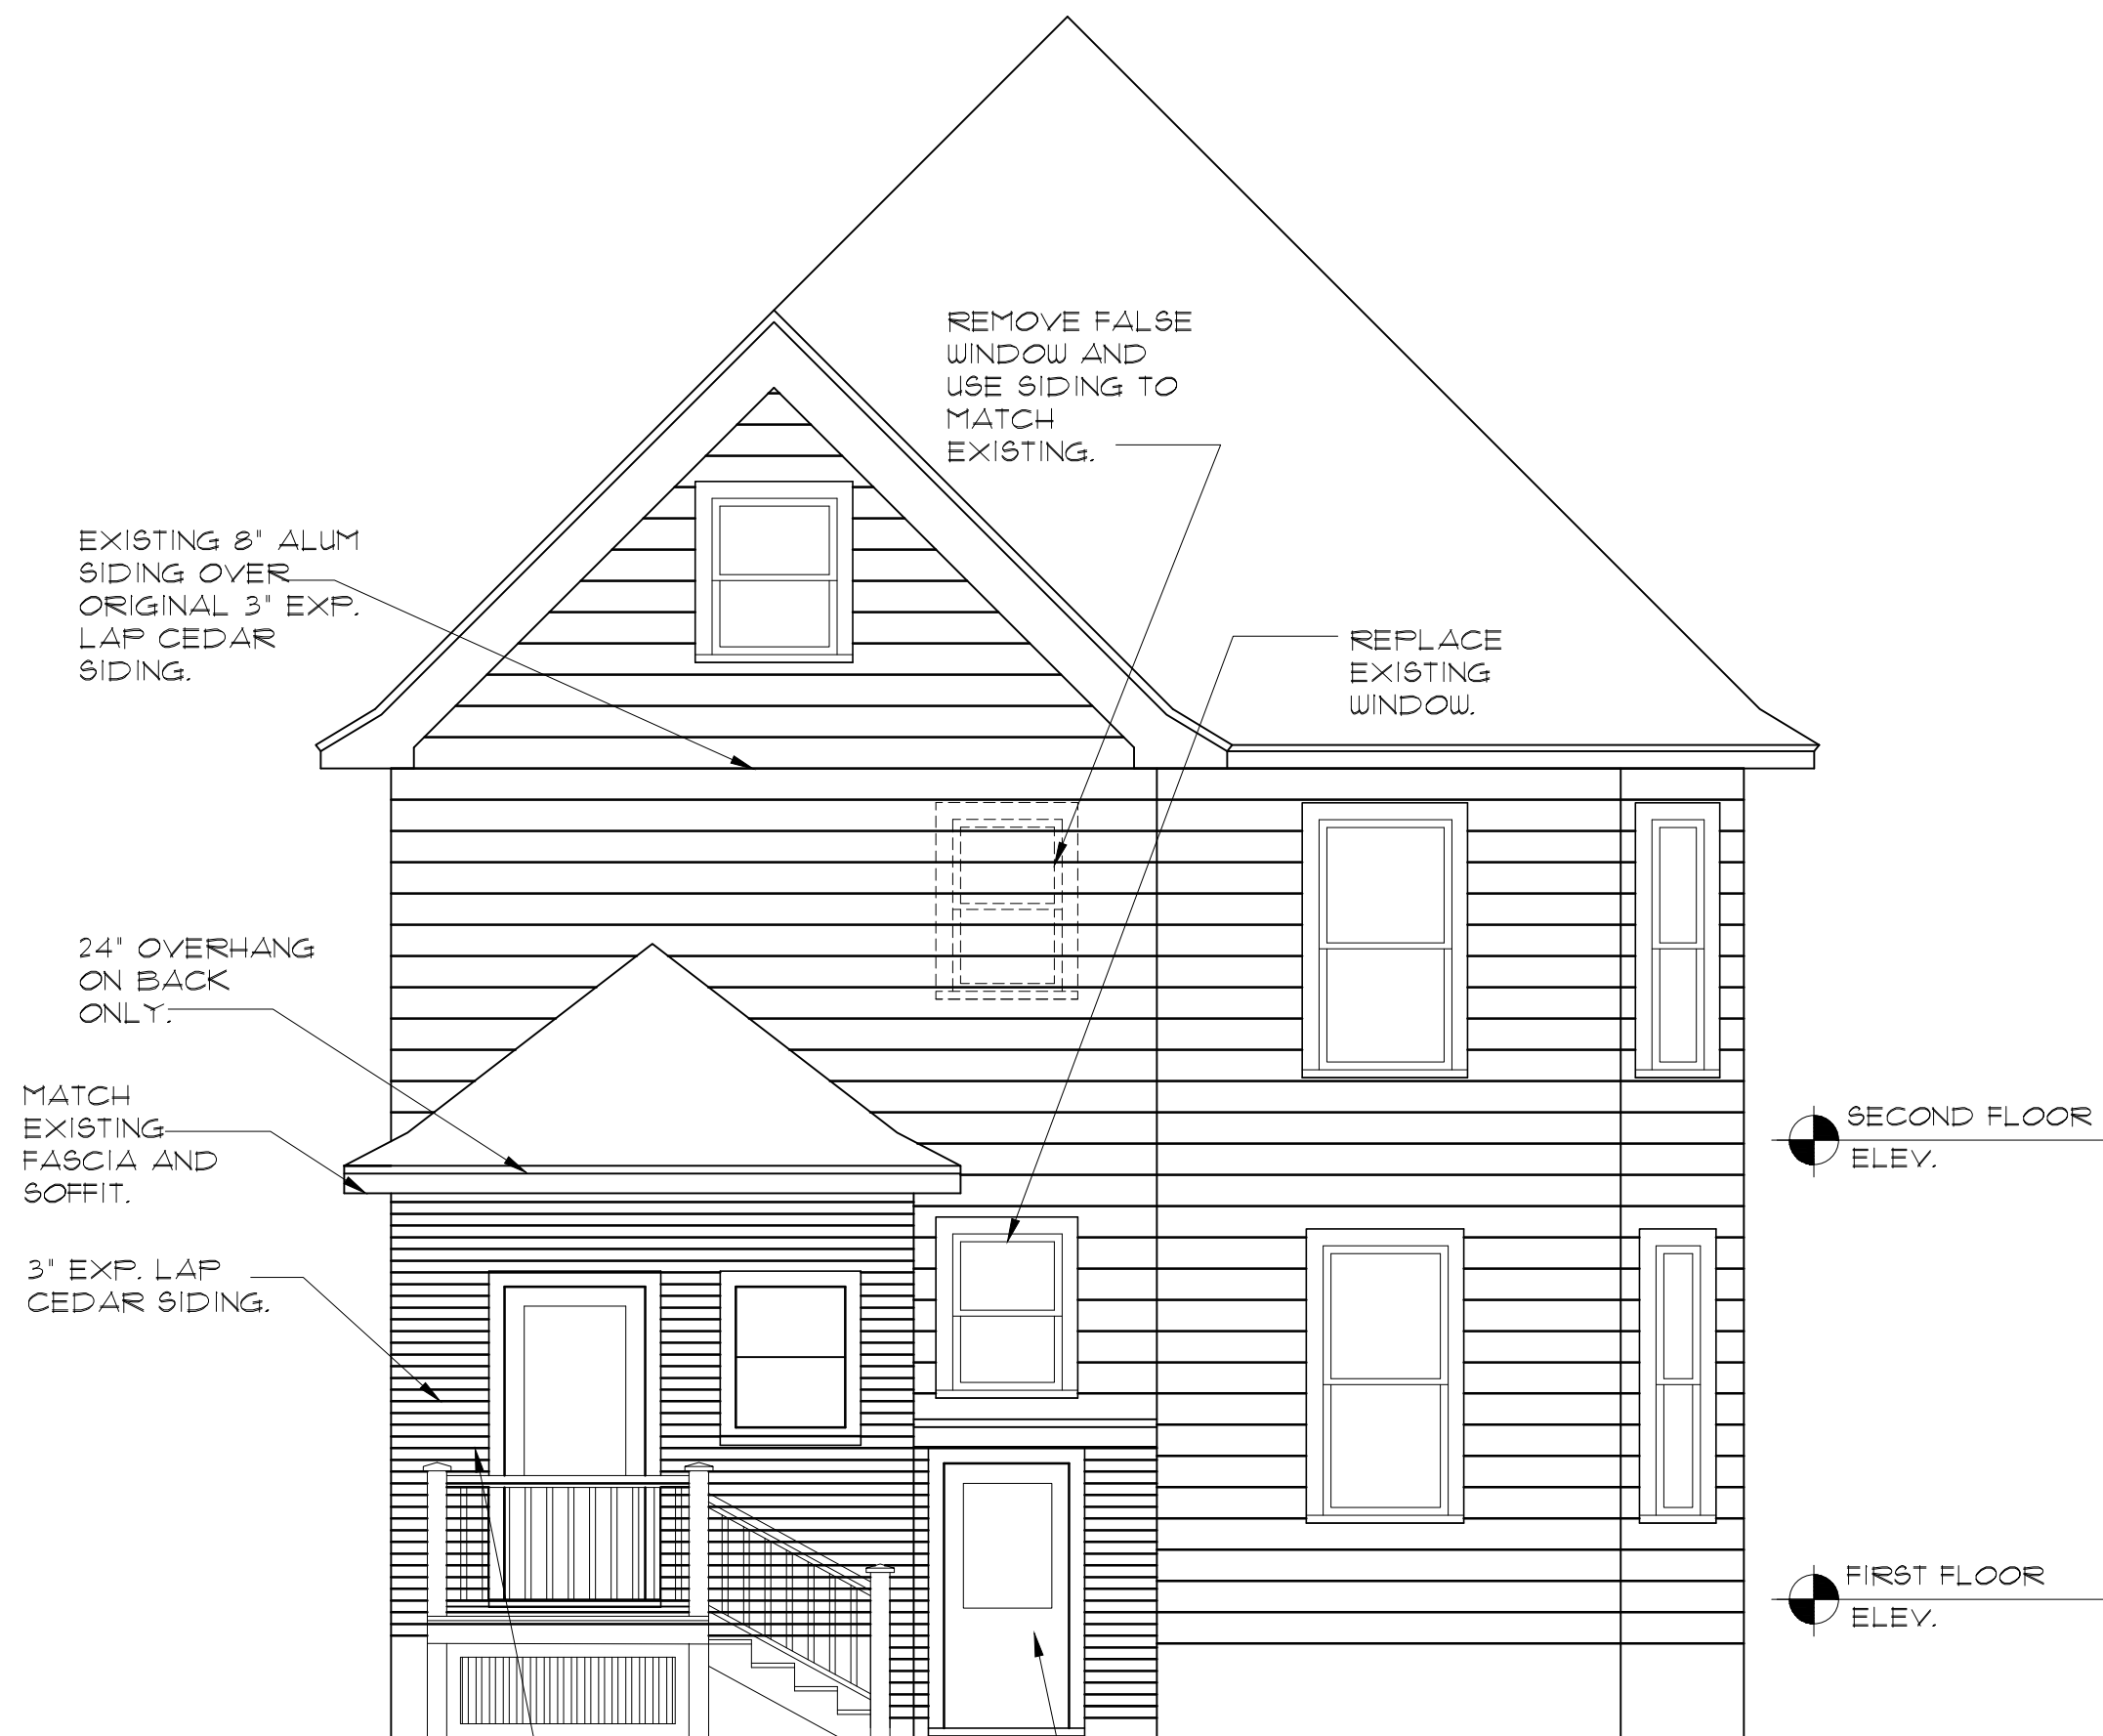 REMOVE FALSE
WINDOW AND
USE SIDING TO
MATCH
EXISTING.
EXISTING 8" ALUM
SIDING OVER
ORIGINAL 3" EXP.
LAP CEDAR
SIDING.
REPLACE
EXISTING
WINDOW.
24" OVERHANG
ON BACK
ONLY.
MATCH
EXISTING
FASCIA AND
SOFFIT.
SECOND FLOOR
ELEV.
3" EXP. LAP
CEDAR SIDING.
FIRST FLOOR
ELEV.